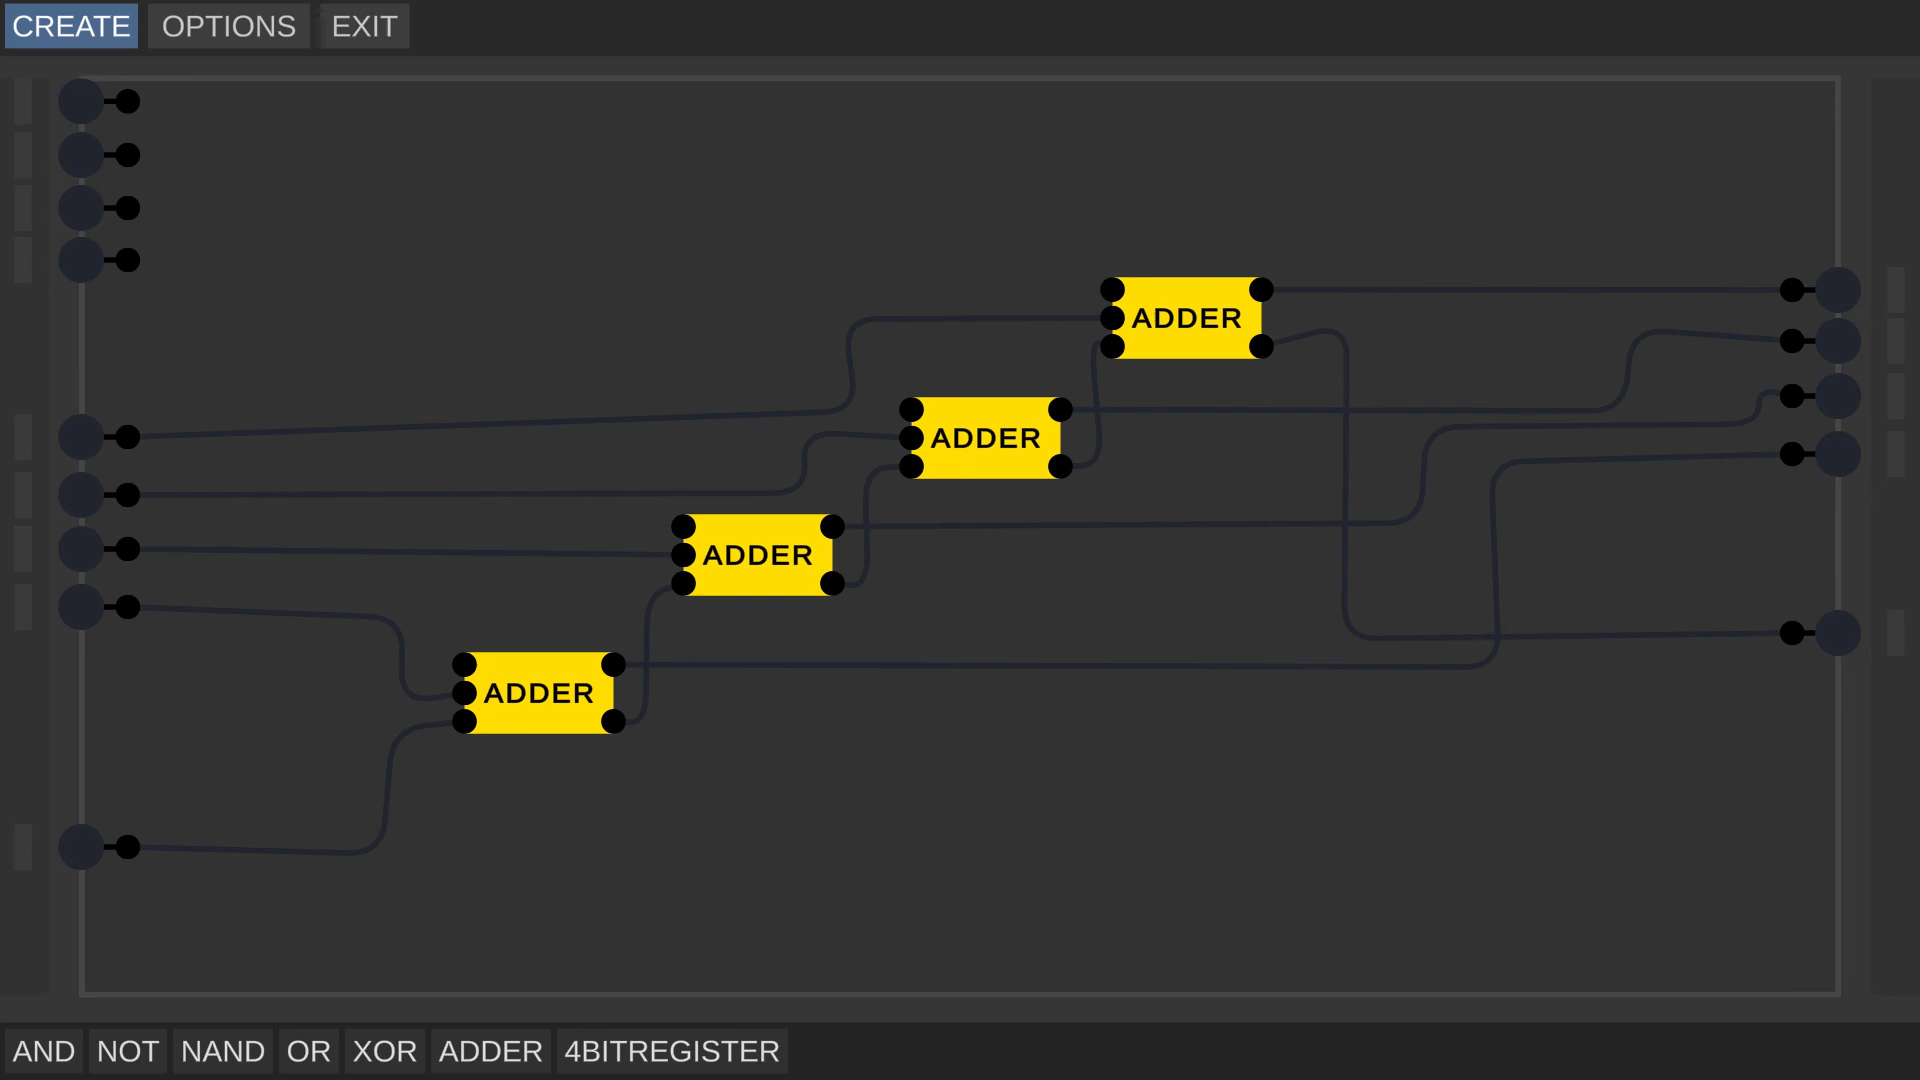 CREATE OPTIONS EXIT
ADDER
ADDER
ADDER
ADDER
AND NOT NAND OR XOR ADDER 4BITREGISTER